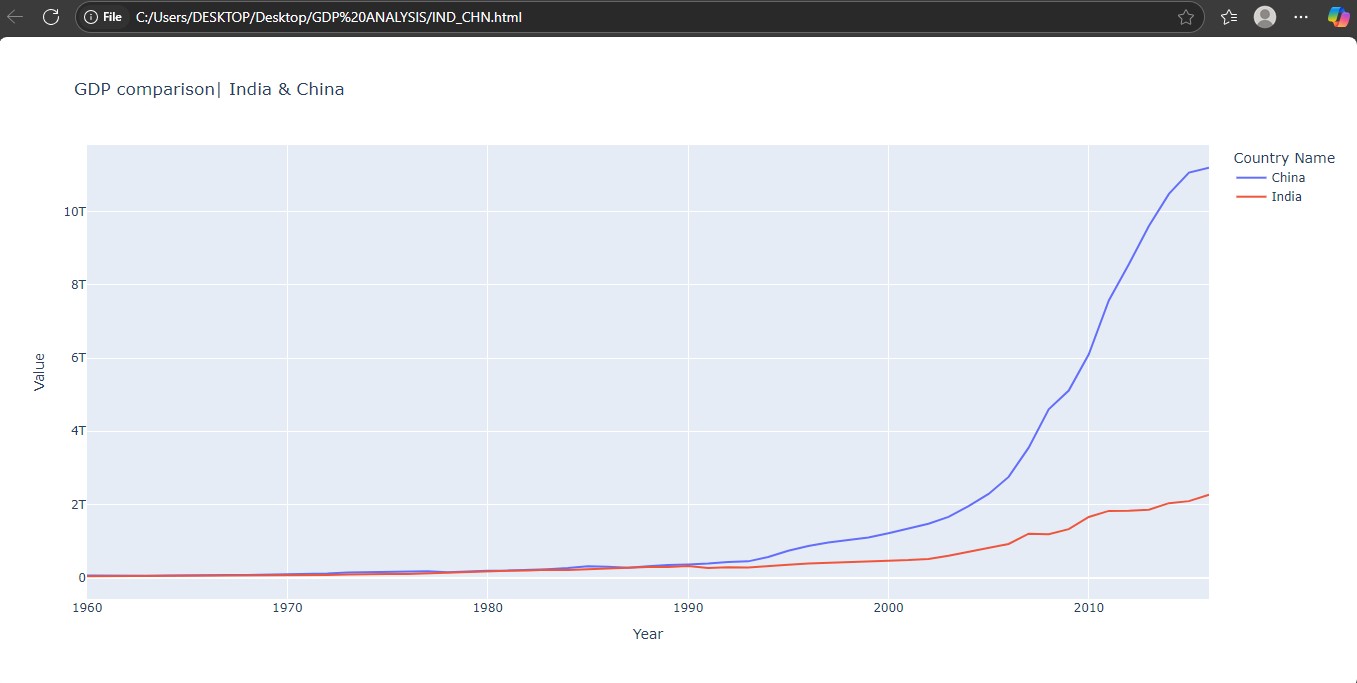 File C:/Users/DESKTOP/Desktop/GDP%20ANALYSIS/IND_CHN.html
GDP comparison| India & China
Country Name
China
India
10T
8T
6T
4T
2T
0
Value
1960 1970 1980 1990 2000 2010
Year